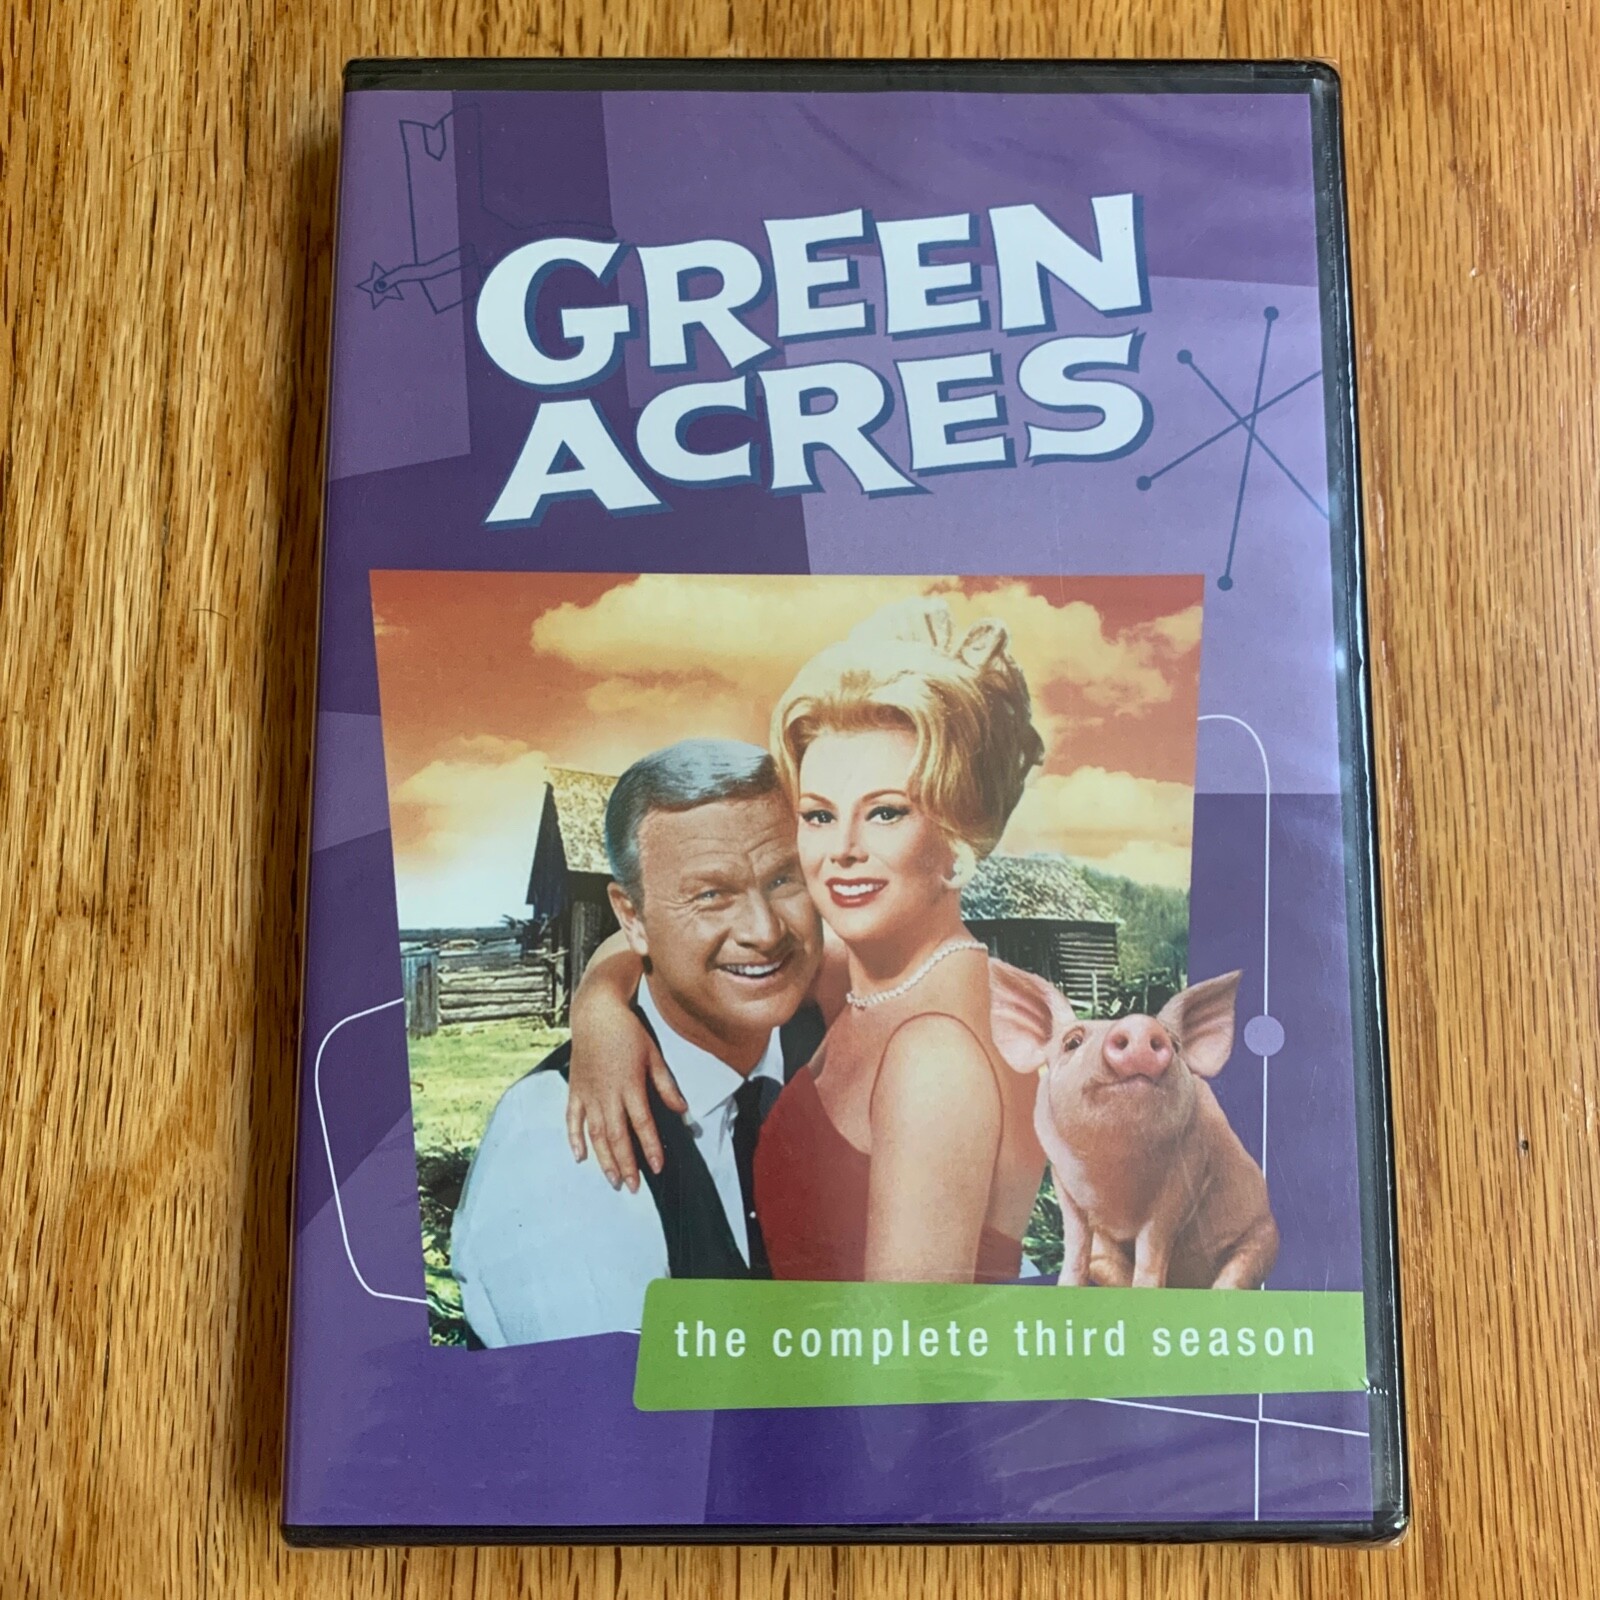 GREEN
ACRES
the complete third season